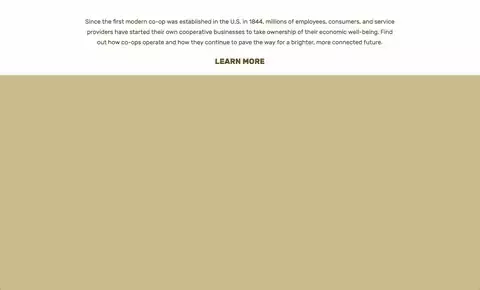 Since the first modern co-op was established in the U.S. in 1844, millions of employees, consumers, and service
providers have started their own cooperative businesses to take ownership of their economic well-being. Find
out how co-ops operate and how they continue to pave the way for a brighter, more connected future.
LEARN MORE